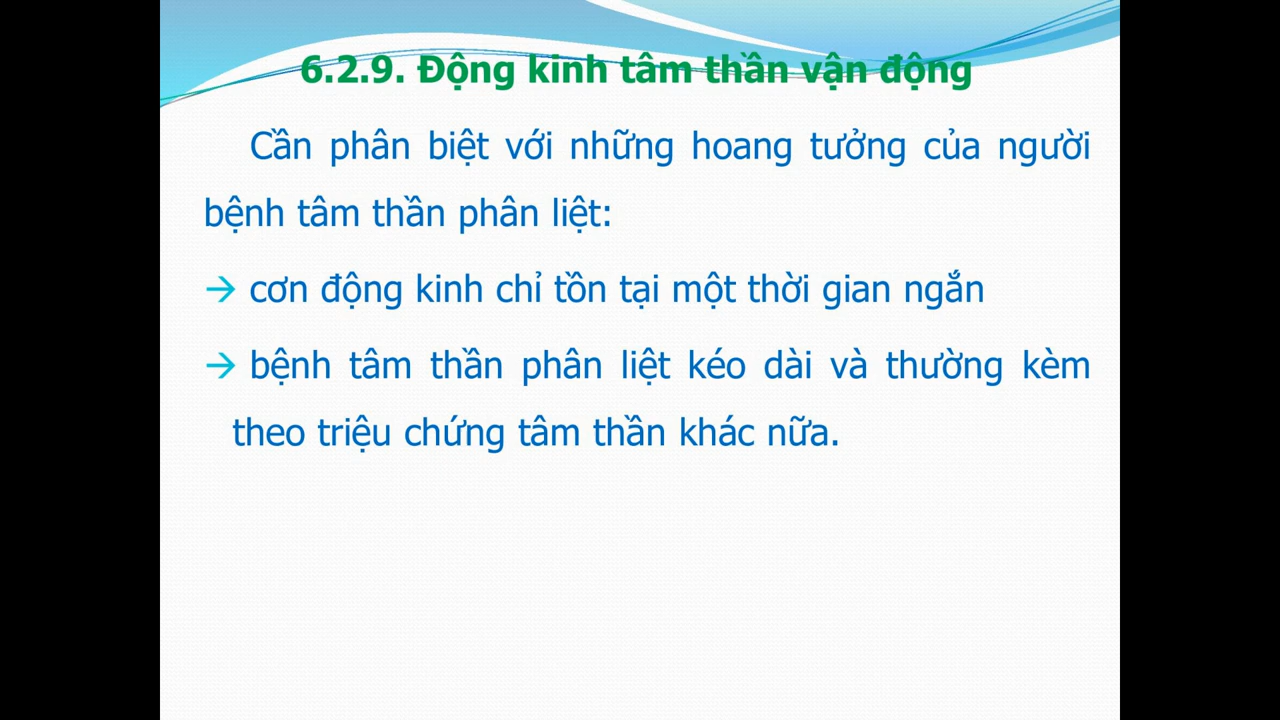 6.2.9. Động kinh tâm thần vận động
Cần phân biệt với những hoang tưởng của người
bệnh tâm thần phân liệt:
→ cơn động kinh chỉ tồn tại một thời gian ngắn
→ bệnh tâm thần phân liệt kéo dài và thường kèm
theo triệu chứng tâm thần khác nữa.